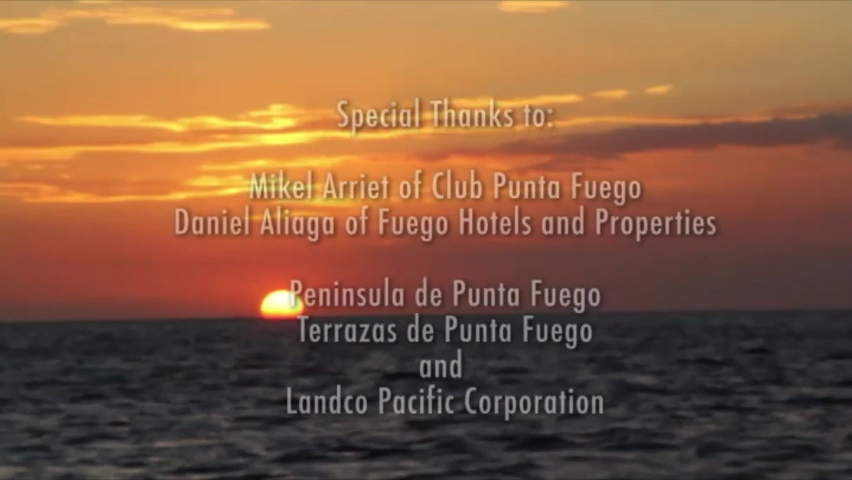 Special Thanks to:
Mikel Arriet of Club Punta Fuego
Daniel Aliaga of Fuego Hotels and Properties
Peninsula de Punta Fuego
Terrazas de Punta Fuego
and
Landco Pacific Corporation